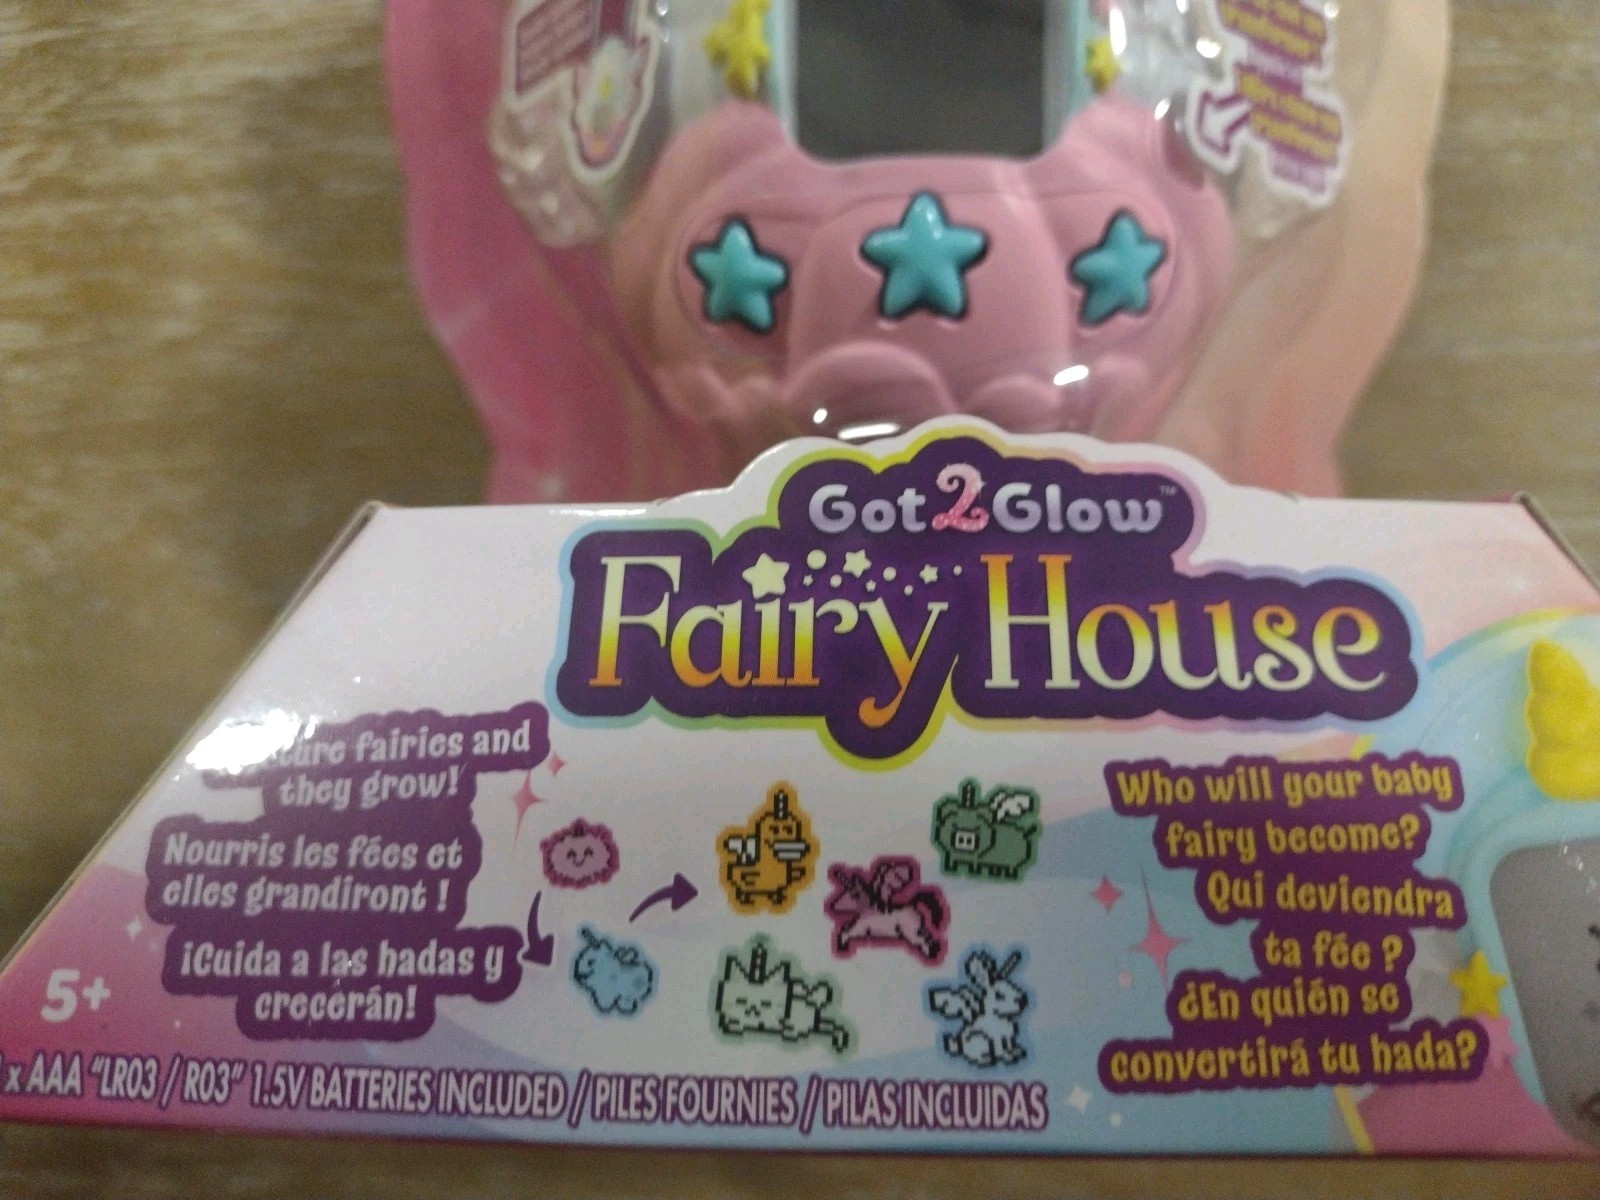 Got2Glow™
Fairy House
fairies and
they grow!
Nourris les fées et
elles grandiront !
¡Cuida a las hadas y
crecerán!
5+
Who will your baby
fairy become?
Qui deviendra
ta fée ?
¿En quién se
convertirá tu hada?
x AAA "LR03 / R03" 1.5V BATTERIES INCLUDED / PILES FOURNIES / PILAS INCLUIDAS